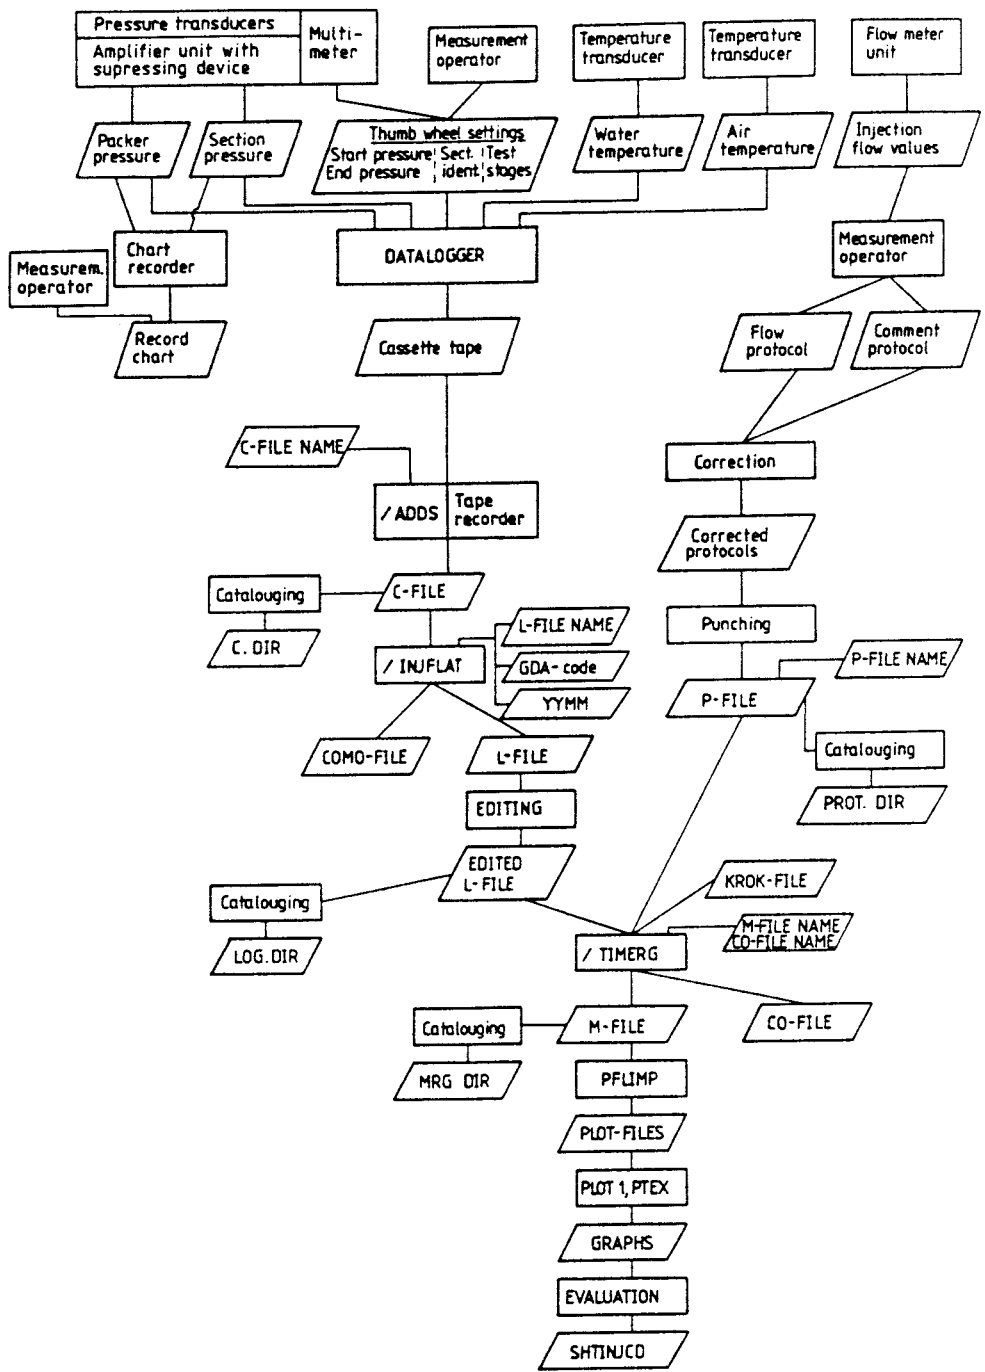 Pressure transducers
Amplifier unit with
supressing device
Multi-
meter
Measurement
operator
Temperature
transducer
Temperature
transducer
Flow meter
unit
Packer
pressure
Section
pressure
Thumb wheel settings
Start pressure Sect. Test
End pressure ident. stages
Water
temperature
Air
temperature
Injection
flow values
Measurem.
operator
Chart
recorder
DATALOGGER
Measurement
operator
Record
chart
Cassette tape
Flow
protocol
Comment
protocol
C-FILE NAME
Correction
/ADDS
Tape
recorder
Corrected
protocols
Catalouging
C-FILE
C. DIR
L-FILE NAME
Punching
/INJFLAT
GDA-code
YYMM
P-FILE NAME
P-FILE
COMO-FILE
L-FILE
Catalouging
EDITING
PROT. DIR
EDITED
L-FILE
KROK-FILE
Catalouging
M-FILE NAME
CO-FILE NAME
LOG.DIR
/TIMERG
Catalouging
M-FILE
CO-FILE
MRG DIR
PFLIMP
PLOT-FILES
PLOT 1, PTEX
GRAPHS
EVALUATION
SHTINJCD